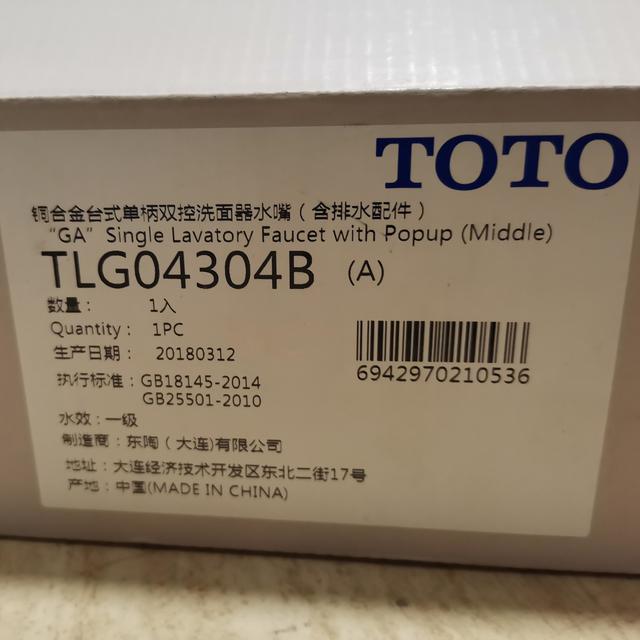 TOTO
铜合金台式单柄双控洗面器水嘴（含排水配件）
“GA” Single Lavatory Faucet with Popup (Middle)
TLG04304B (A)
数量： 1入
Quantity： 1PC
生产日期： 20180312
执行标准：GB18145-2014
GB25501-2010
水效：一级
制造商：东陶（大连)有限公司
地址：大连经济技术开发区东北二街17号
产地：中国(MADE IN CHINA)
6942970210536